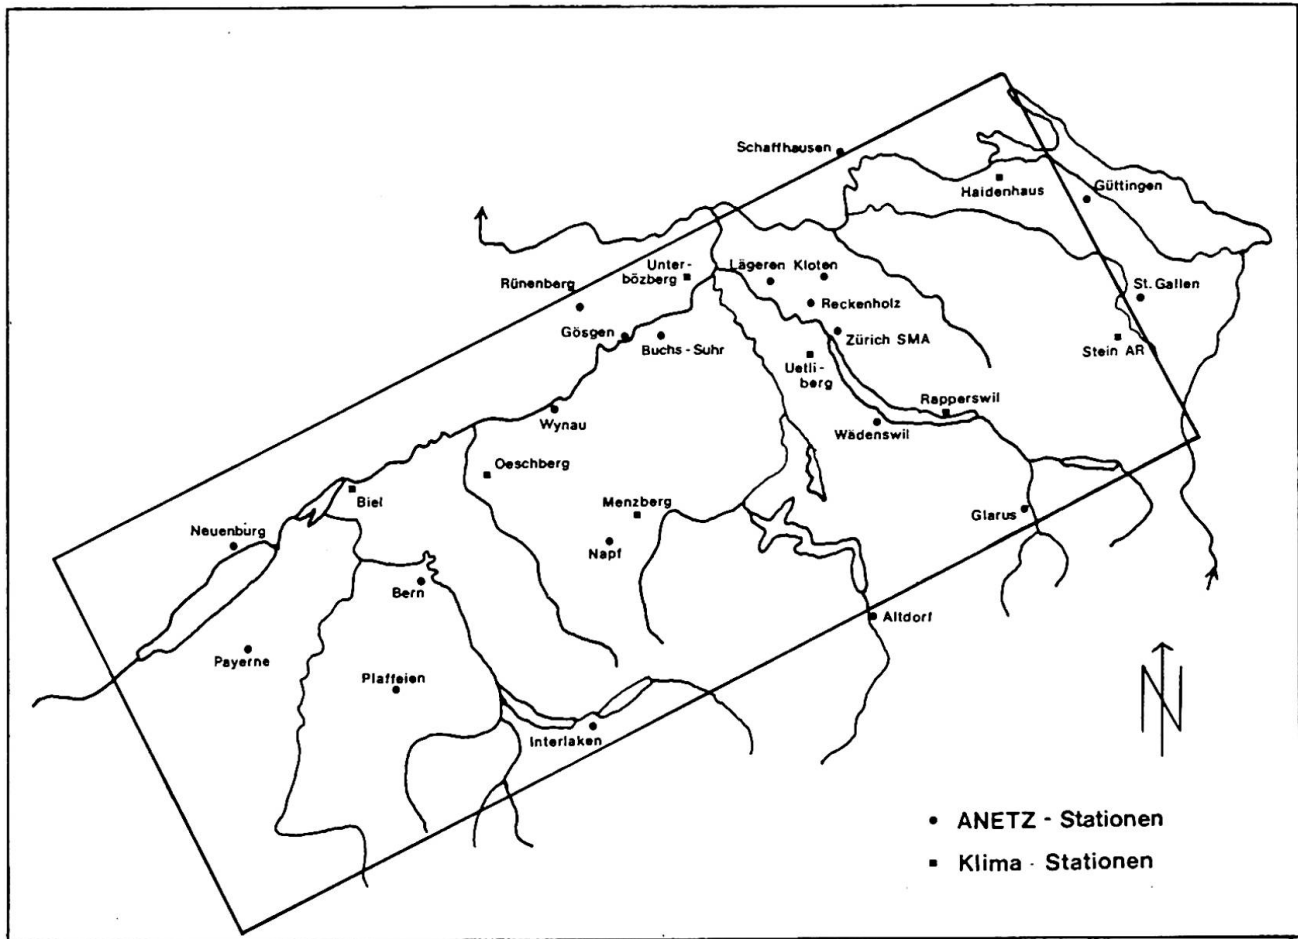 Schaffhausen
Haidenhaus
Güttingen
Unter-
bözberg
Lägeren
Kloten
Rünenberg
St. Gallen
Reckenholz
Gösgen
Buchs - Suhr
Zürich SMA
Stein AR
Uetli-
berg
Rapperswil
Wynau
Wädenswil
Oeschberg
Biel
Menzberg
Glarus
Neuenburg
Napf
Bern
Altdorf
Payerne
Plaffeien
Interlaken
N
ANETZ - Stationen
Klima - Stationen